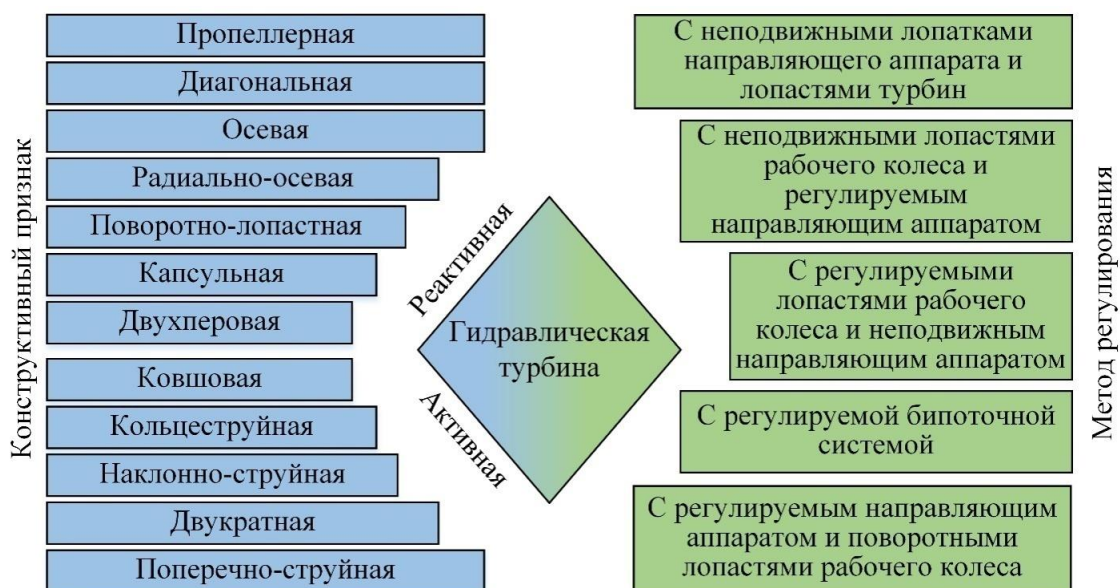 Конструктивный признак
Пропеллерная
Диагональная
Осевая
Радиально-осевая
Поворотно-лопастная
Капсульная
Двухперовая
Ковшовая
Кольцеструйная
Наклонно-струйная
Двукратная
Поперечно-струйная
Реактивная
Гидравлическая
турбина
Активная
С неподвижными лопатками
направляющего аппарата и
лопастями турбин
С неподвижными лопастями
рабочего колеса и
регулируемым
направляющим аппаратом
С регулируемыми
лопастями рабочего
колеса и неподвижным
направляющим аппаратом
С регулируемой бипоточной
системой
С регулируемым направляющим
аппаратом и поворотными
лопастями рабочего колеса
Метод регулирования